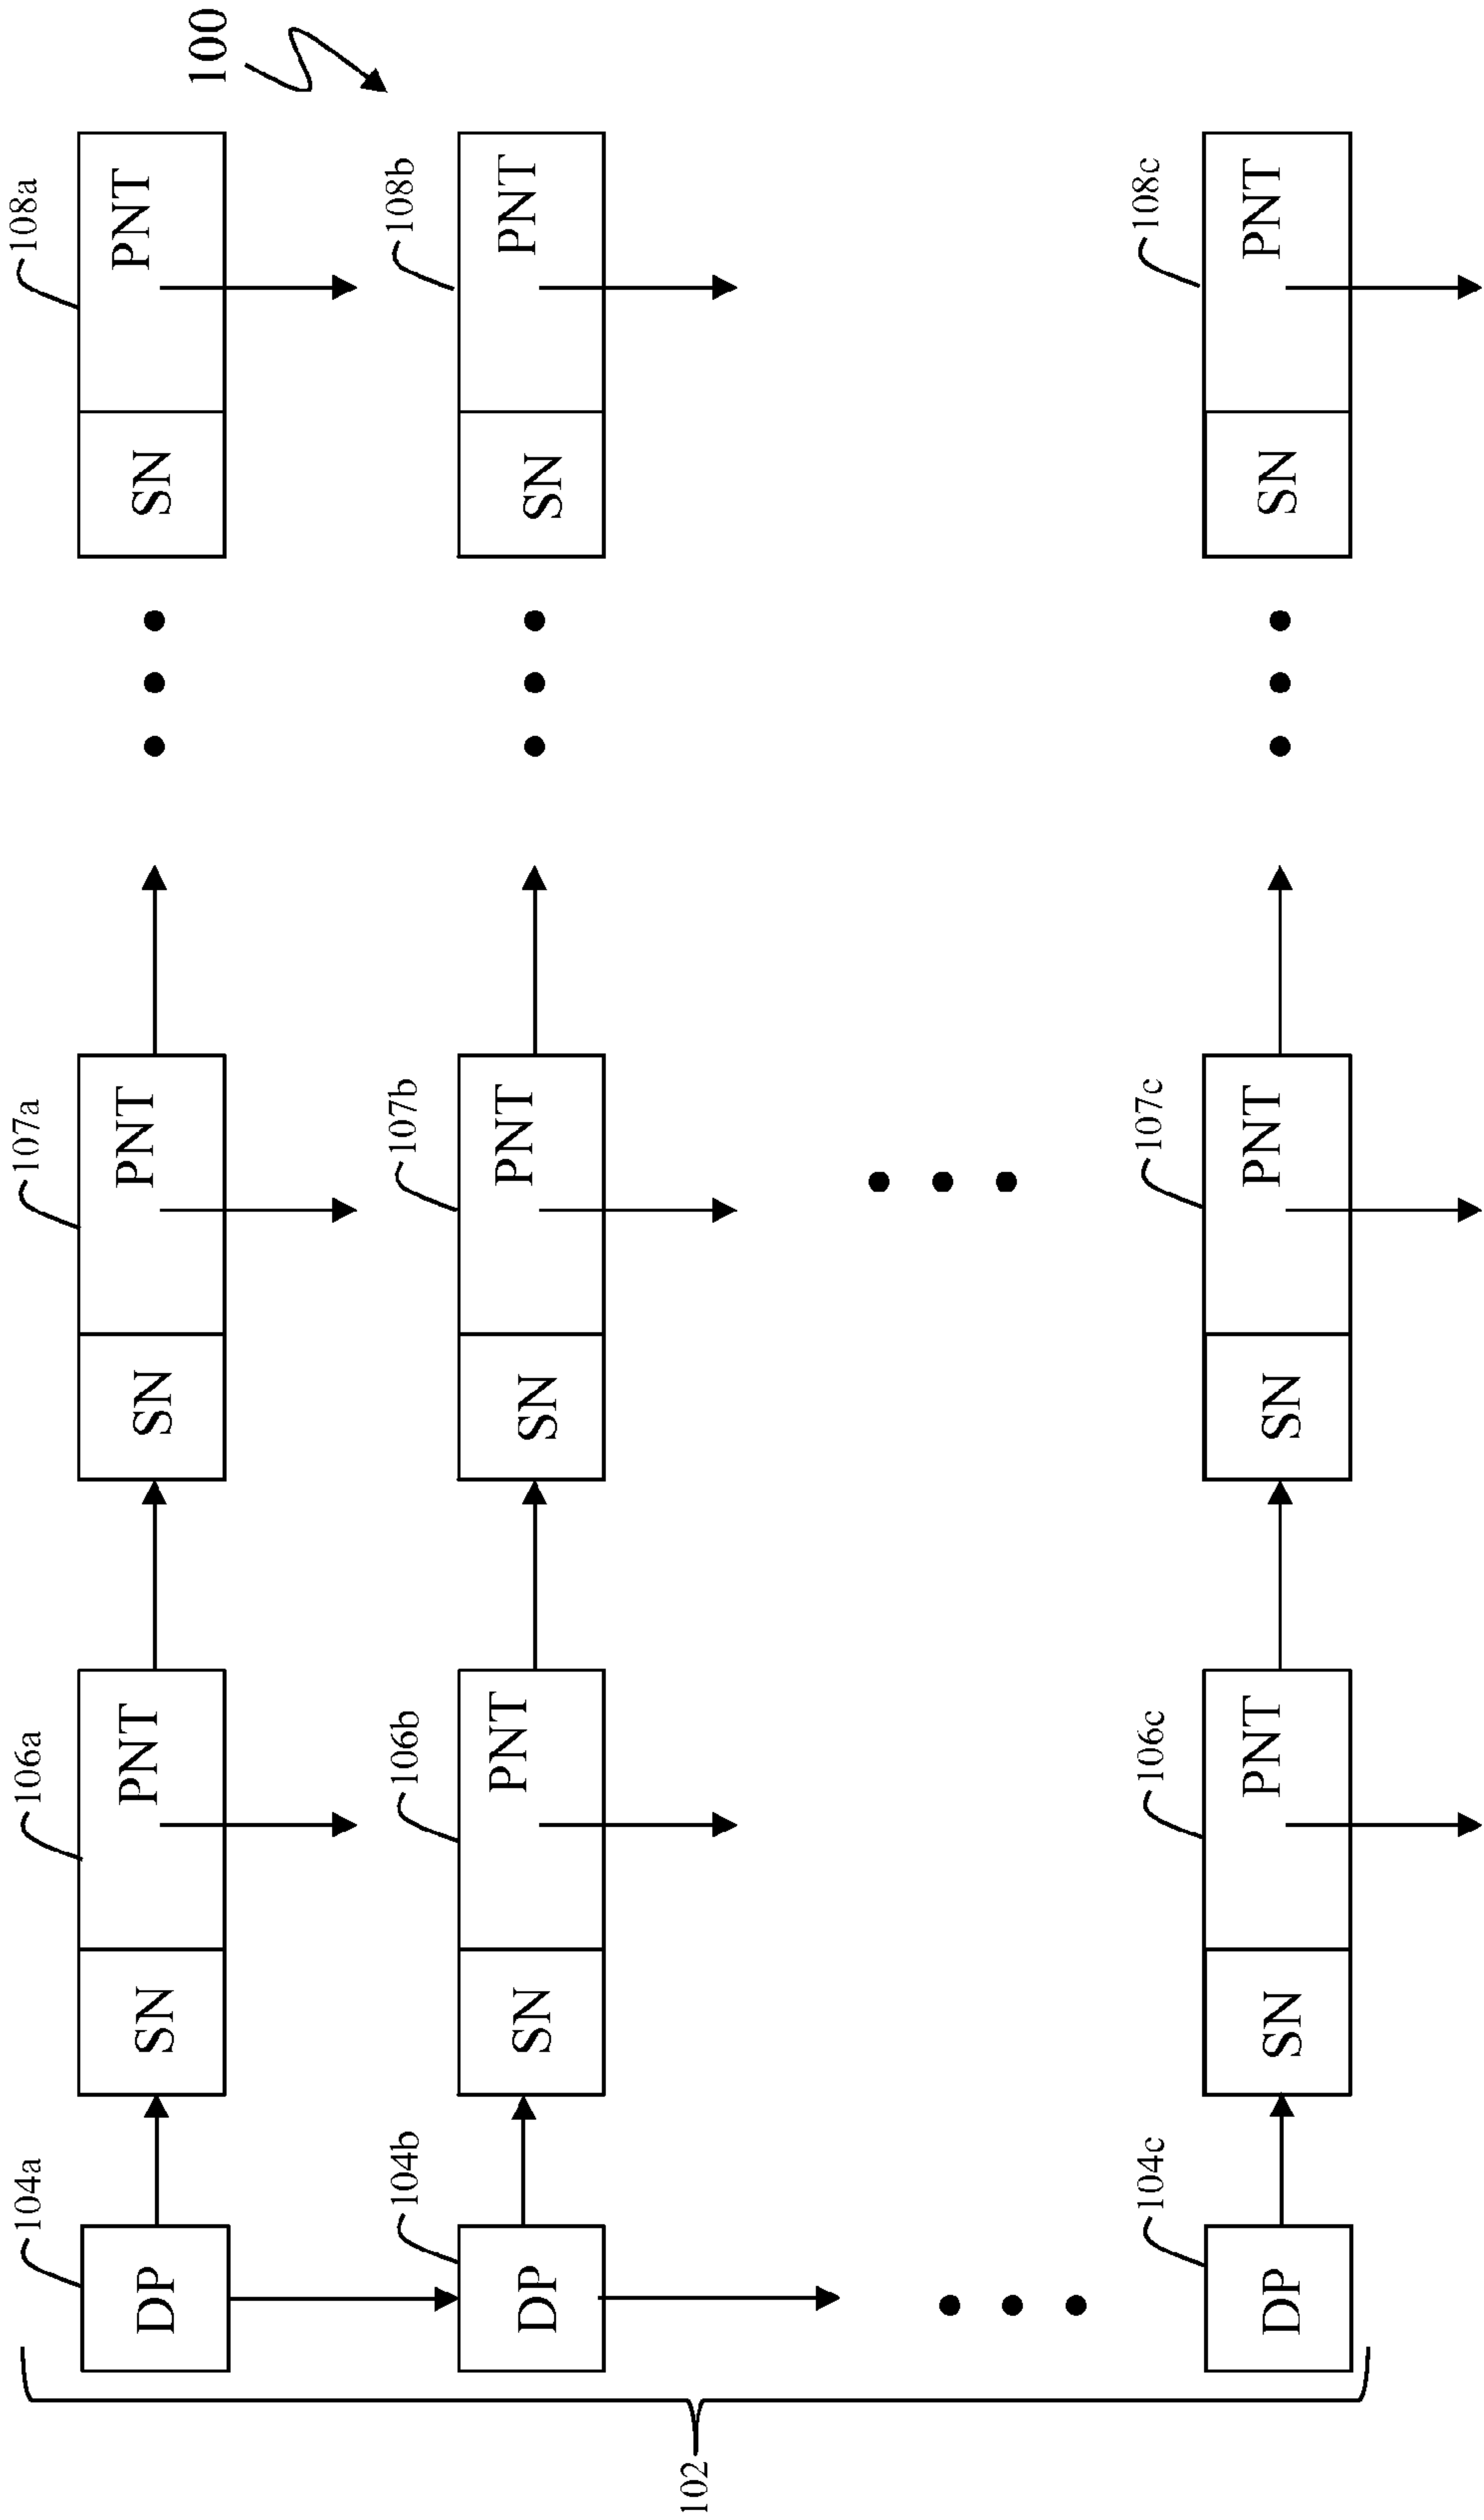 100
108a
PNT
SN
107a
PNT
SN
106a
PNT
SN
104a
DP
108b
PNT
SN
107b
PNT
SN
106b
PNT
SN
104b
DP
108c
PNT
SN
107c
PNT
SN
106c
PNT
SN
104c
DP
102